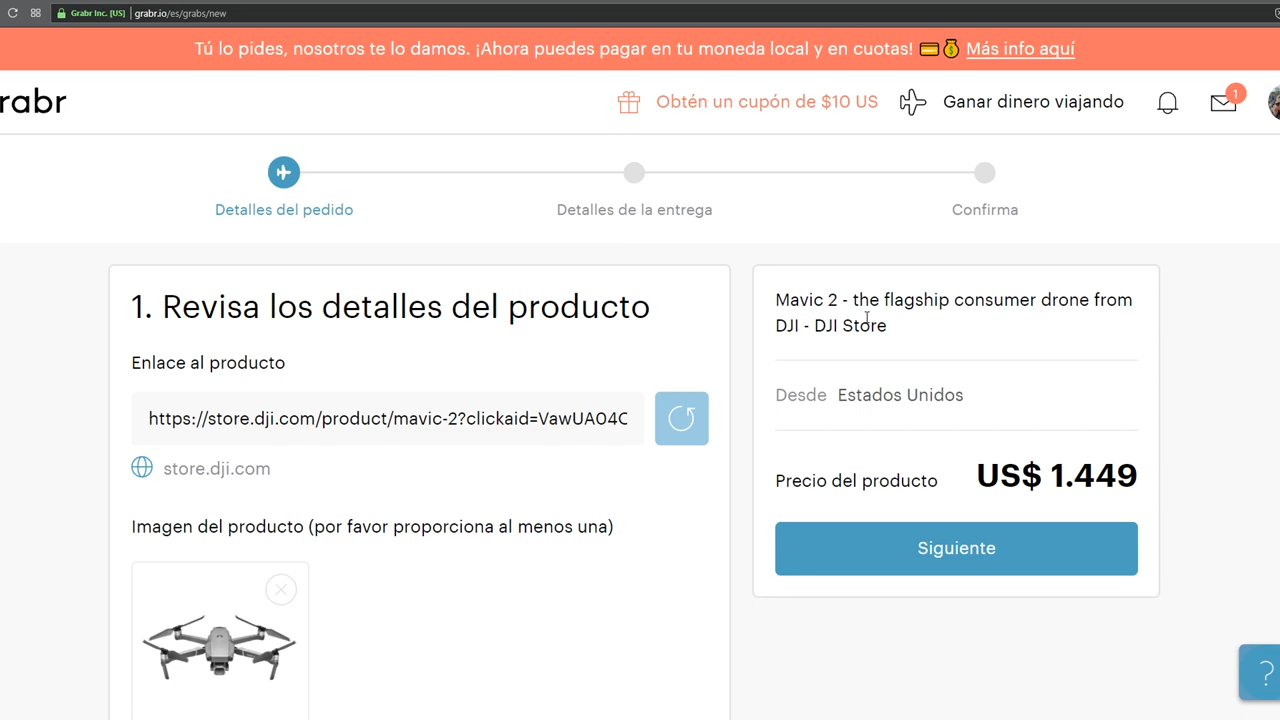 Grabr Inc. [US] grabr.io/es/grabs/new
Tú lo pides, nosotros te lo damos. ¡Ahora puedes pagar en tu moneda local y en cuotas! 💳💰 Más info aquí
rabr
Obtén un cupón de $10 US
Ganar dinero viajando
1
Detalles del pedido
Detalles de la entrega
Confirma
1. Revisa los detalles del producto
Enlace al producto
https://store.dji.com/product/mavic-2?clickaid=VawUA04C
store.dji.com
Imagen del producto (por favor proporciona al menos una)
Mavic 2 - the flagship consumer drone from
DJI - DJI Store
Desde Estados Unidos
Precio del producto US$ 1.449
Siguiente
?